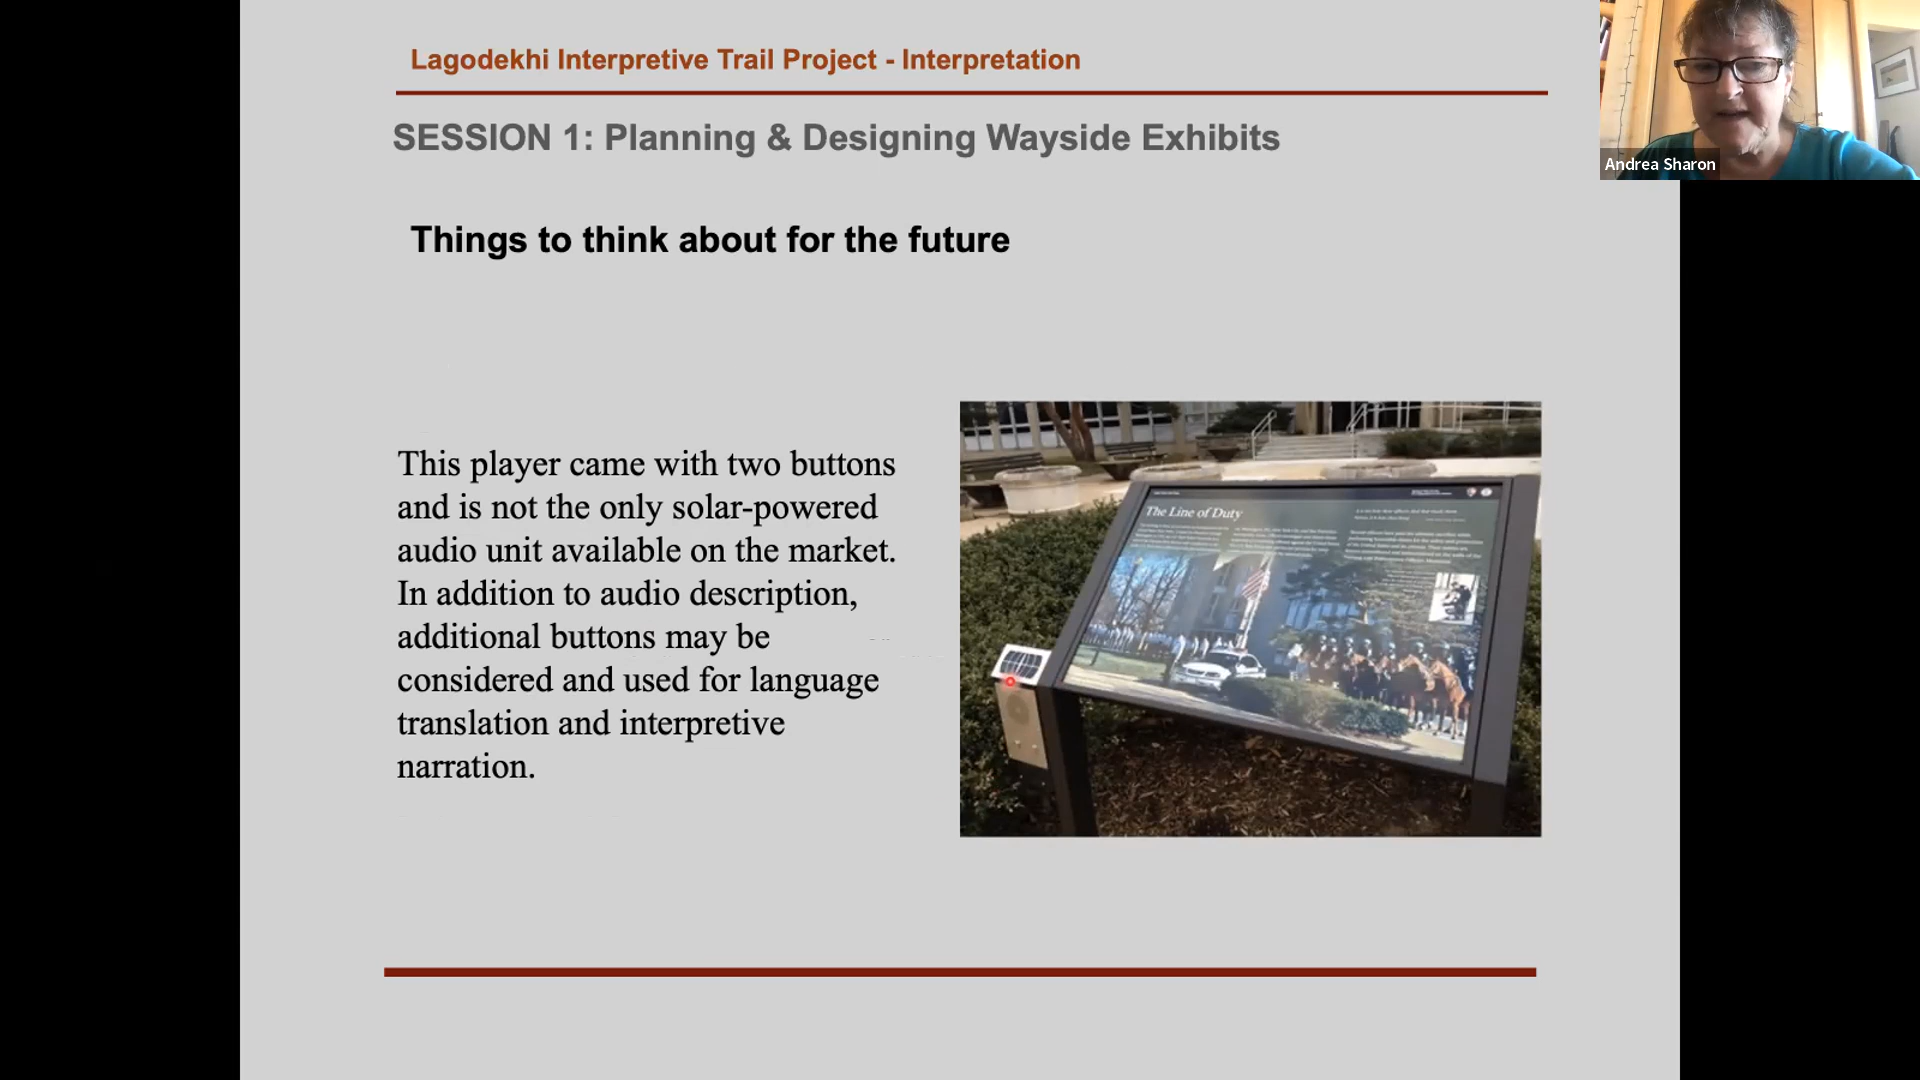 Lagodekhi Interpretive Trail Project - Interpretation
SESSION 1: Planning & Designing Wayside Exhibits
Andrea Sharon
Things to think about for the future
This player came with two buttons
and is not the only solar-powered
audio unit available on the market.
In addition to audio description,
additional buttons may be
considered and used for language
translation and interpretive
narration.
The Line of Duty